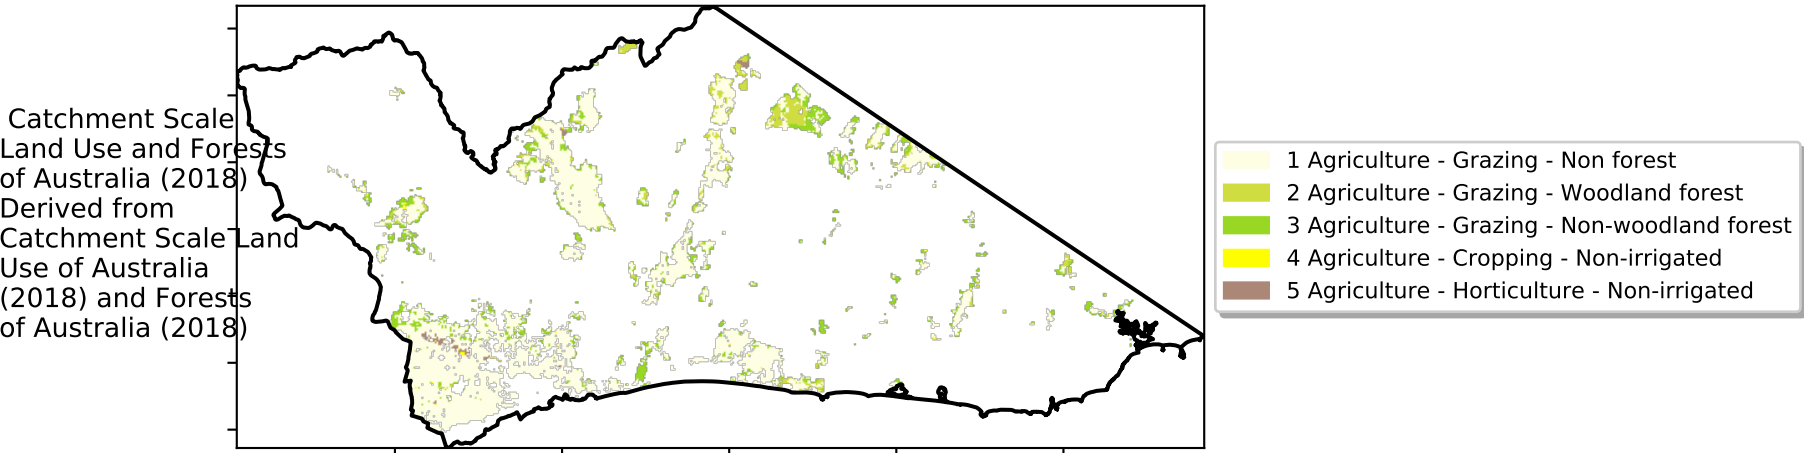 Catchment Scale
Land Use and Forests
of Australia (2018)
Derived from
Catchment Scale Land
Use of Australia
(2018) and Forests
of Australia (2018)
1 Agriculture - Grazing - Non forest
2 Agriculture - Grazing - Woodland forest
3 Agriculture - Grazing - Non-woodland forest
4 Agriculture - Cropping - Non-irrigated
5 Agriculture - Horticulture - Non-irrigated